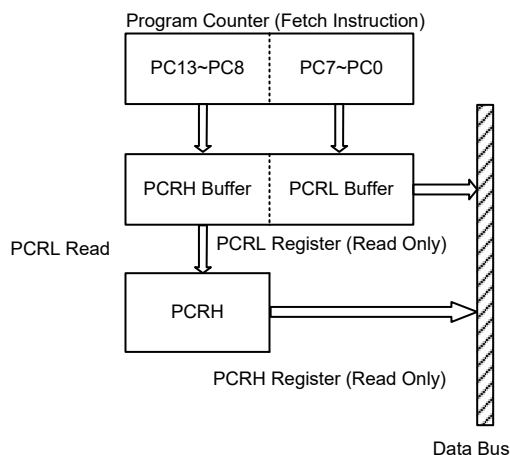 Program Counter (Fetch Instruction)
PC13~PC8
PC7~PC0
PCRH Buffer
PCRL Buffer
PCRL Read
PCRL Register (Read Only)
PCRH
PCRH Register (Read Only)
Data Bus